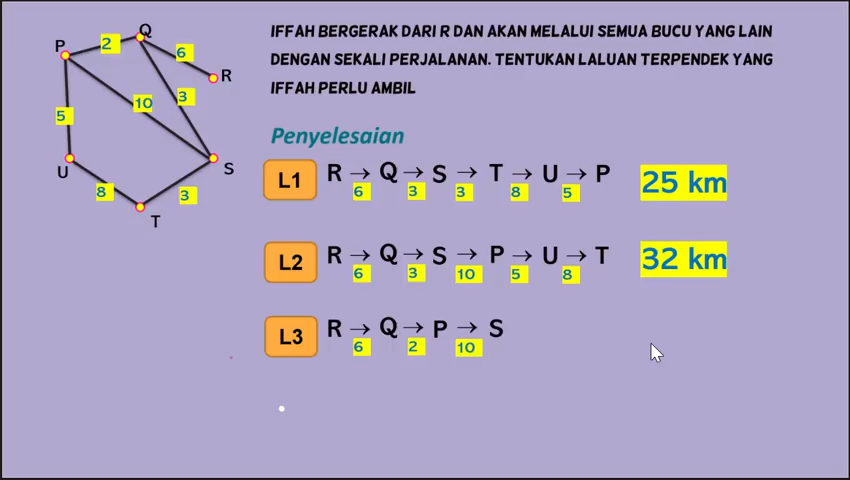 P 2 Q 6 R
10 3
5
U S
8 3
T
IFFAH BERGERAK DARI R DAN AKAN MELALUI SEMUA BUCU YANG LAIN
DENGAN SEKALI PERJALANAN. TENTUKAN LALUAN TERPENDEK YANG
IFFAH PERLU AMBIL
Penyelesaian
L1 R → Q → S → T → U → P 25 km
6 3 3 8 5
L2 R → Q → S → P → U → T 32 km
6 3 10 5 8
L3 R → Q → P → S
6 2 10